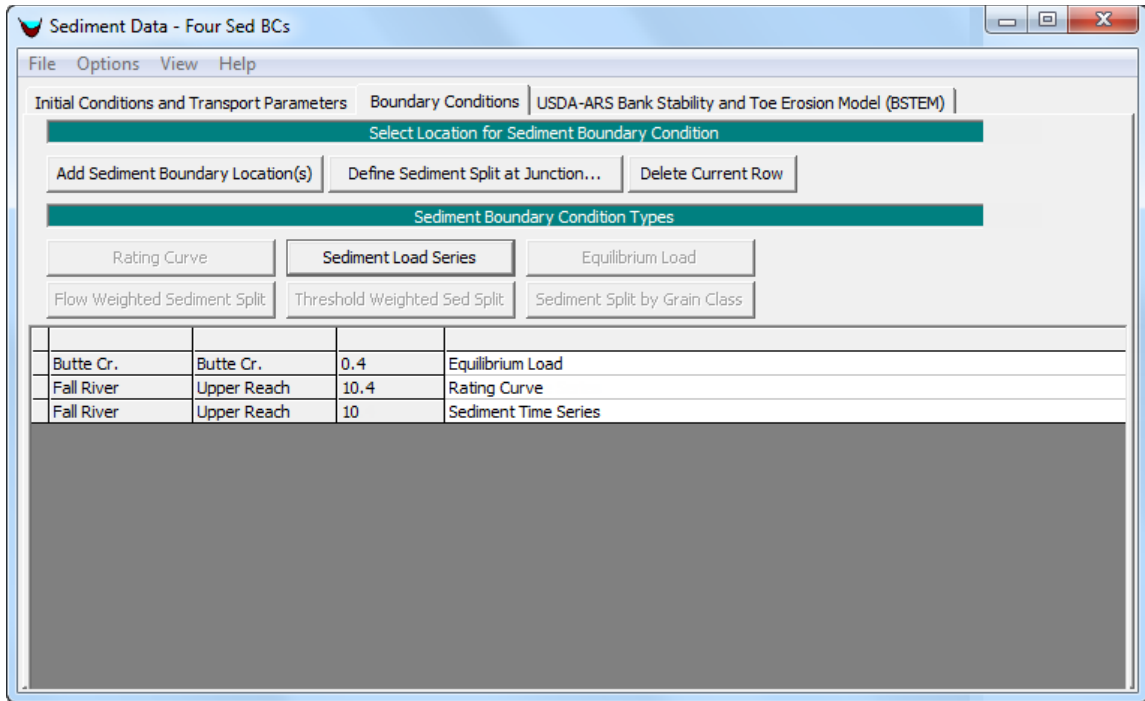 Sediment Data - Four Sed BCs
File Options View Help
Initial Conditions and Transport Parameters Boundary Conditions USDA-ARS Bank Stability and Toe Erosion Model (BSTEM)
Select Location for Sediment Boundary Condition
Add Sediment Boundary Location(s) Define Sediment Split at Junction... Delete Current Row
Sediment Boundary Condition Types
Rating Curve Sediment Load Series Equilibrium Load
Flow Weighted Sediment Split Threshold Weighted Sed Split Sediment Split by Grain Class
Butte Cr. Butte Cr. 0.4 Equilibrium Load
Fall River Upper Reach 10.4 Rating Curve
Fall River Upper Reach 10 Sediment Time Series